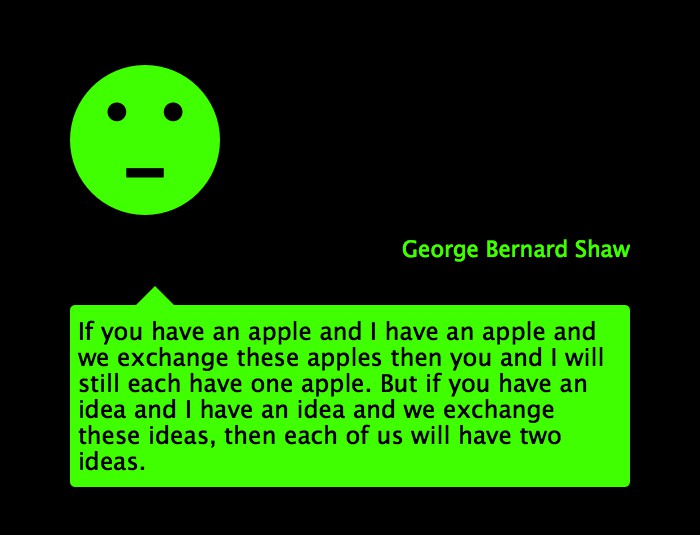 George Bernard Shaw
If you have an apple and I have an apple and
we exchange these apples then you and I will
still each have one apple. But if you have an
idea and I have an idea and we exchange
these ideas, then each of us will have two
ideas.